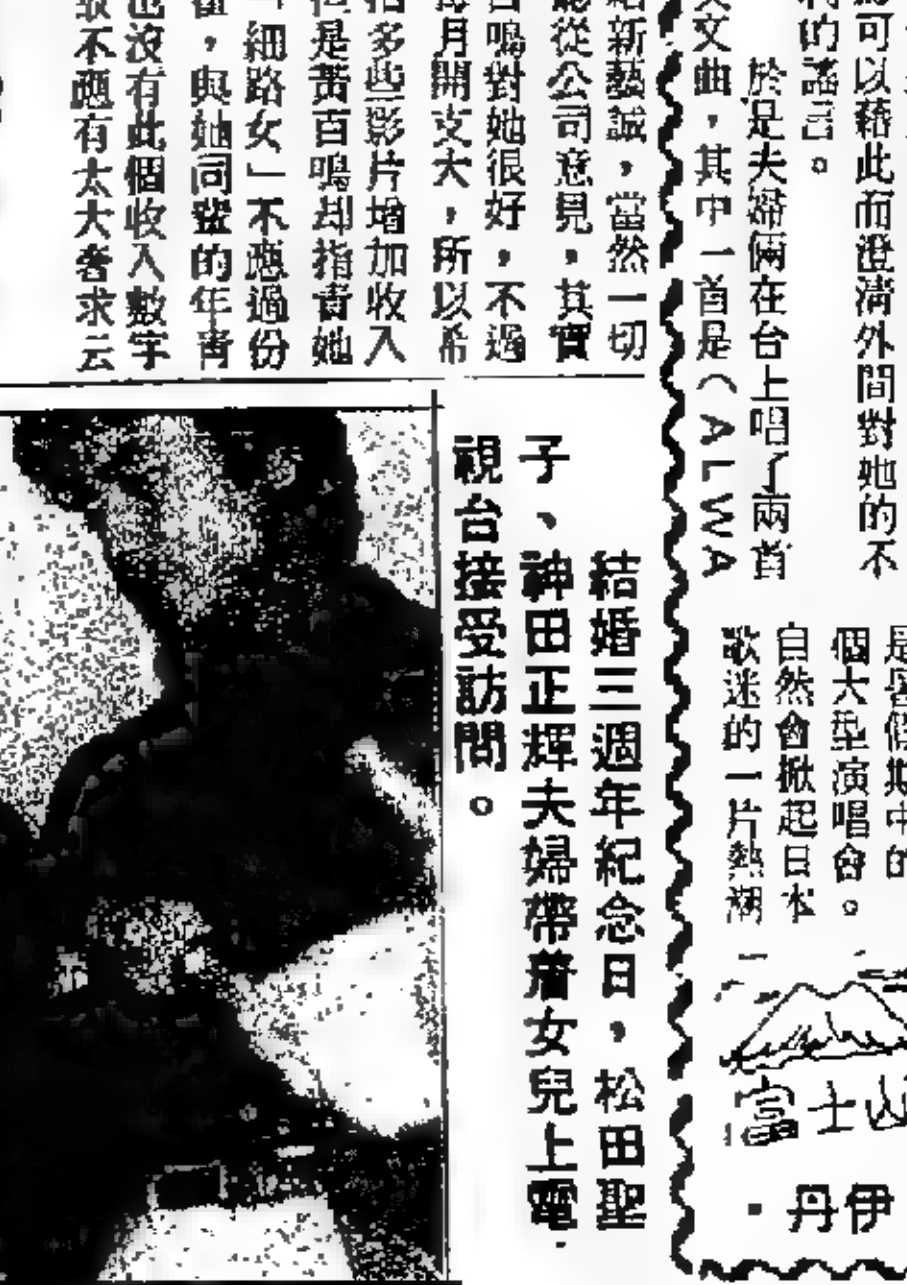 為可以藉此而澄清外間對她的不
的謠言。
於是夫婦倆在台上唱了兩首
文曲，其中一首是（ＡＬＷＡ
是暑假期中的
個大型演唱會。
自然會掀起日本
歌迷的一片熱潮
富士山
・丹伊
給新藝誠，當然一切
聽從公司意見，其實
百鳴對她很好，不過
每月開支大，所以希
多些影片增加收入
但是黃百鳴却指責她
「細路女」不應過份
，與她同輩的年靑
也沒有此個收入數字
不應有太大奢求云
結婚三週年紀念日，松田聖
子、神田正輝夫婦帶着女兒上電
視台接受訪問。